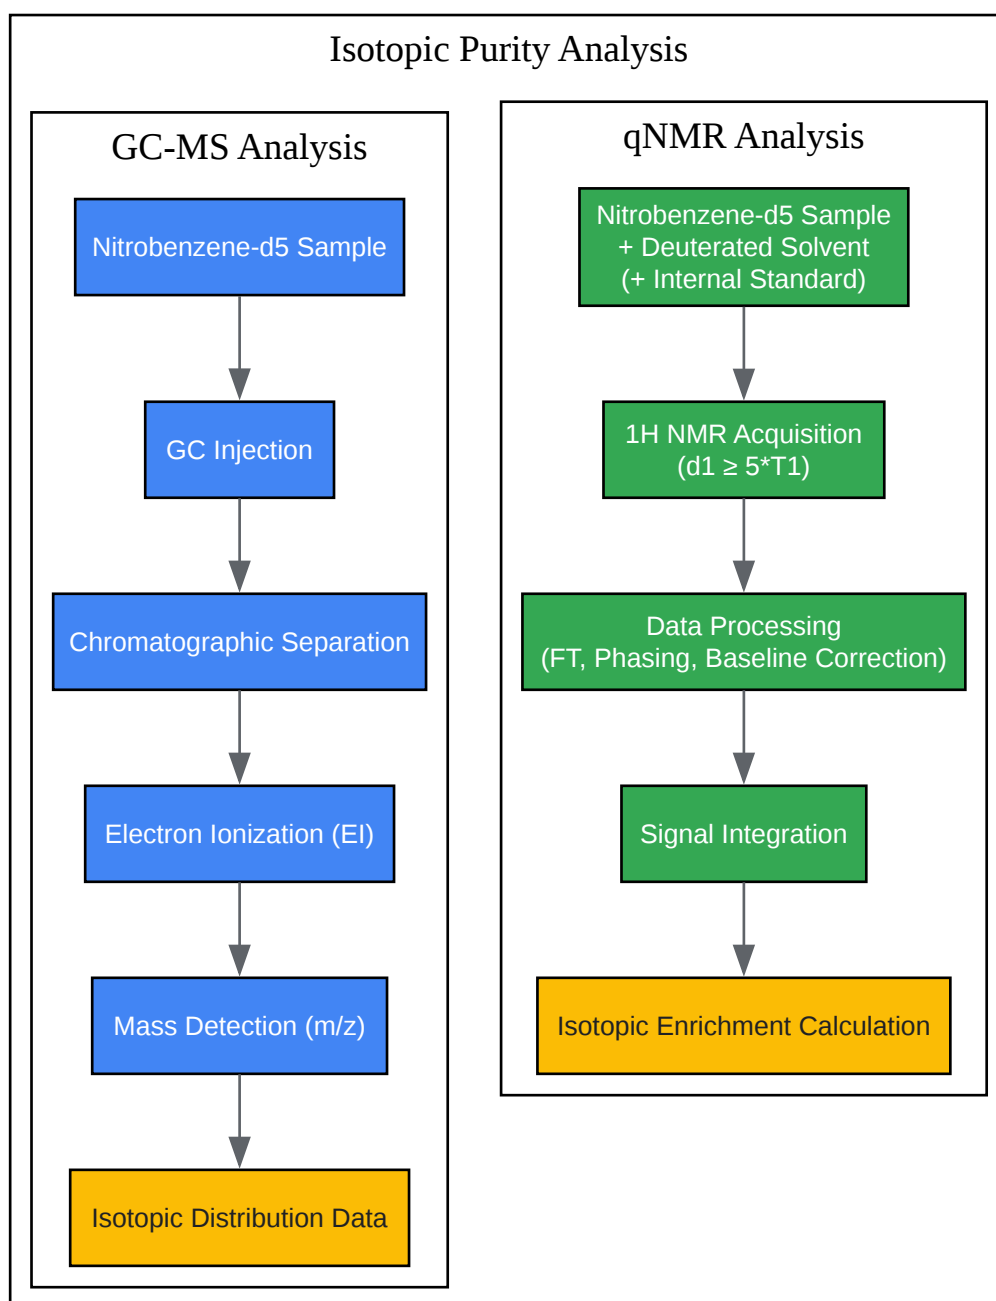 Isotopic Purity Analysis
GC-MS Analysis
Nitrobenzene-d5 Sample
GC Injection
Chromatographic Separation
Electron Ionization (EI)
Mass Detection (m/z)
Isotopic Distribution Data
qNMR Analysis
Nitrobenzene-d5 Sample
+ Deuterated Solvent
(+ Internal Standard)
1H NMR Acquisition
(d1 ≥ 5*T1)
Data Processing
(FT, Phasing, Baseline Correction)
Signal Integration
Isotopic Enrichment Calculation